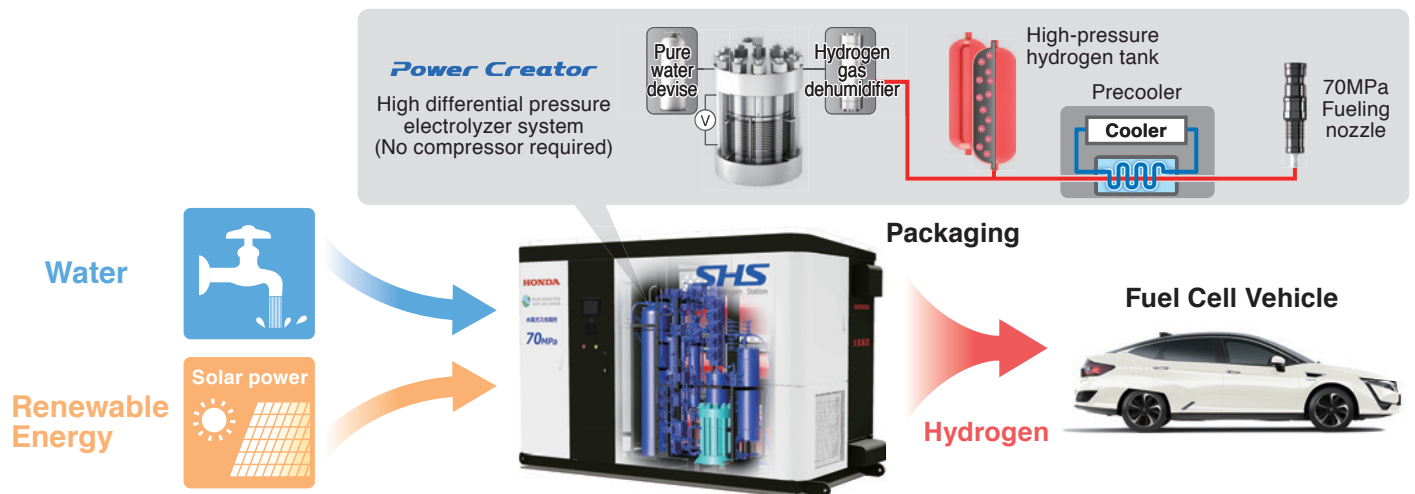 Power Creator
High differential pressure
electrolyzer system
(No compressor required)
Pure
water
devise
V
Hydrogen
gas
dehumidifier
High-pressure
hydrogen tank
Precooler
Cooler
70MPa
Fueling
nozzle
Water
Solar power
Renewable
Energy
HONDA
70MPa
SHS
Station
HONDA
Packaging
Hydrogen
Fuel Cell Vehicle